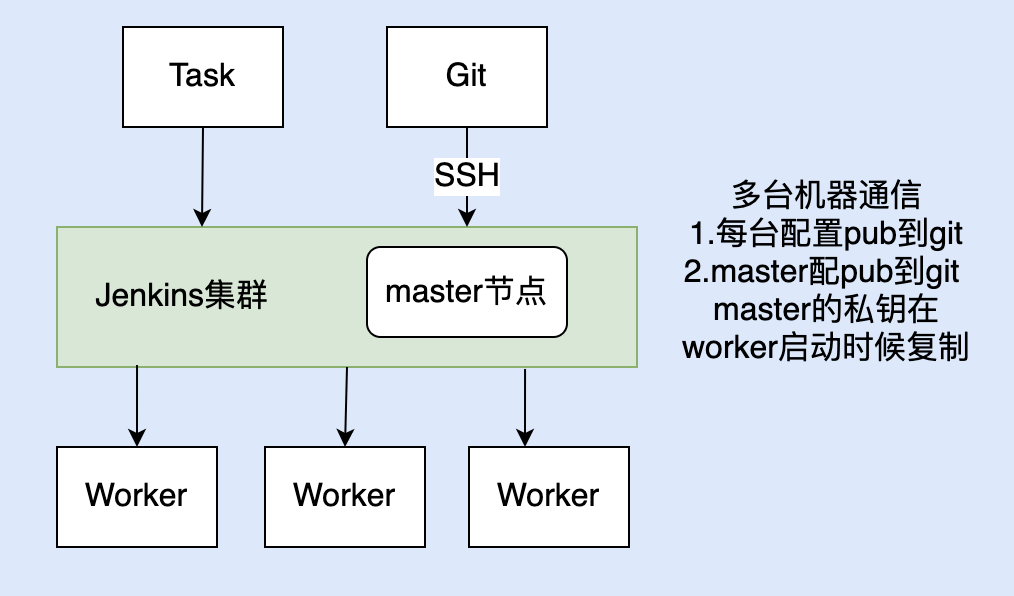 Task
Git
SSH
Jenkins集群
master节点
Worker
Worker
Worker
多台机器通信
1.每台配置pub到git
2.master配pub到git
master的私钥在
worker启动时候复制